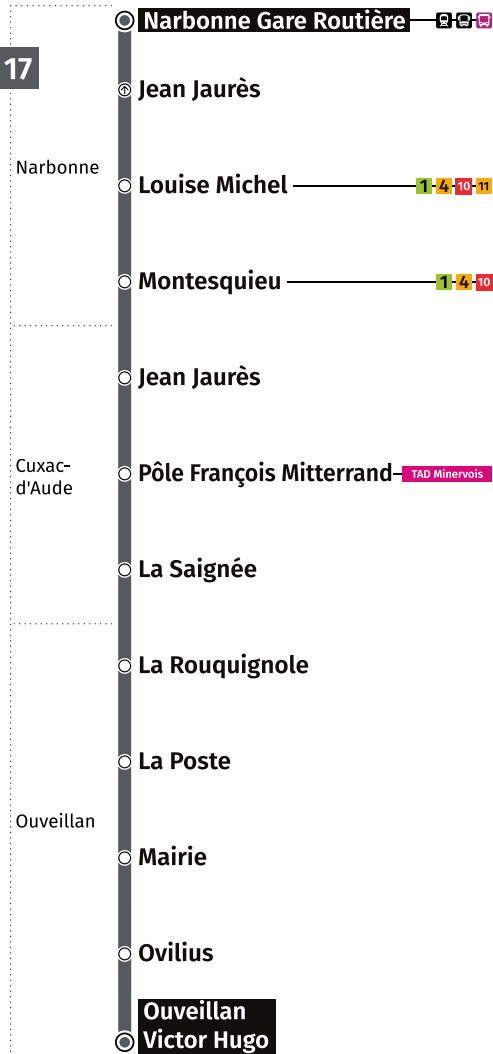 Narbonne Gare Routière
17
Jean Jaurès
Narbonne
Louise Michel 1 4 10 11
Montesquieu 1 4 10
Jean Jaurès
Cuxac-
d'Aude
Pôle François Mitterrand TAD Minervois
La Saignée
La Rouquignole
La Poste
Ouveillan
Mairie
Ovilius
Ouveillan
Victor Hugo